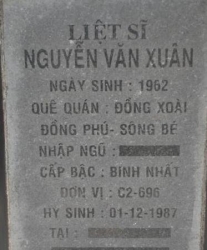 LIỆT SĨ
NGUYỄN VĂN XUÂN
NGÀY SINH : 1962
QUÊ QUÁN : ĐỒNG XOÀI
ĐỒNG PHÚ- SÔNG BÉ
NHẬP NGŨ :
CẤP BẬC : BINH NHẤT
ĐƠN VỊ : C2-696
HY SINH : 01-12-1987
TẠI :